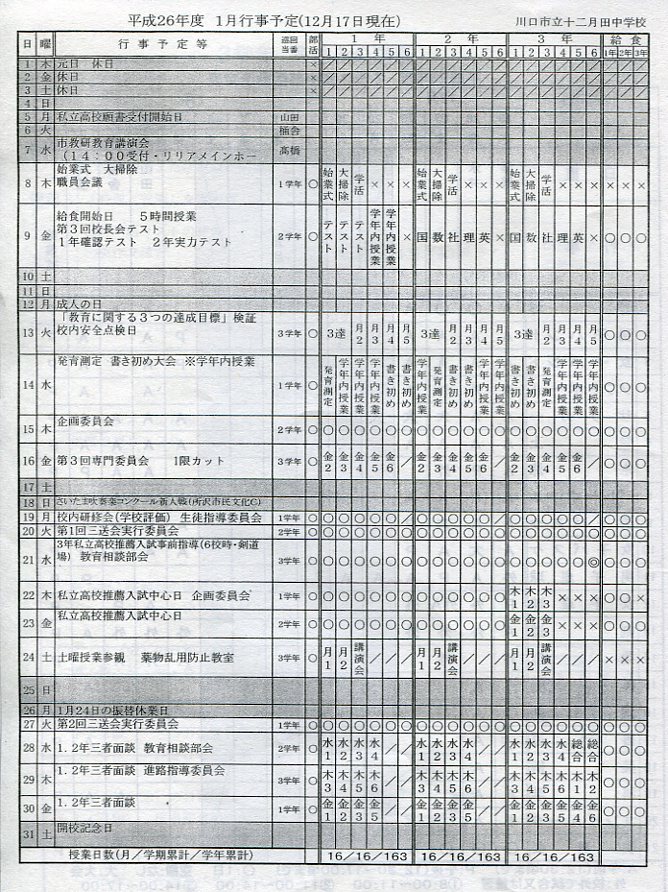 平成26年度 1月行事予定(12月17日現在) 川口市立十二月田中学校
日 曜 行事予定等 巡回当番 部活 1年 2年 3年 給食
1 2 3 4 5 6 1 2 3 4 5 6 1 2 3 4 5 6 1年 2年 3年
1 木 元日 休日 × ／ ／ ／ ／ ／ ／ ／ ／ ／ ／ ／ ／ ／ ／ ／ ／ ／ ／ ／ ／ ／
2 金 休日 × ／ ／ ／ ／ ／ ／ ／ ／ ／ ／ ／ ／ ／ ／ ／ ／ ／ ／ ／ ／ ／
3 土 休日 × ／ ／ ／ ／ ／ ／ ／ ／ ／ ／ ／ ／ ／ ／ ／ ／ ／ ／ ／ ／ ／
4 日
5 月 私立高校願書受付開始日 山田
6 火 桶舎
7 水 市教研教育講演会 高橋
(14：00受付・リリアメインホー
8 木 始業式 大掃除 1学年 ○ 始業式 大掃除 学活 × × × 始業式 大掃除 学活 × × × 始業式 大掃除 学活 × × × × × ×
職員会議
9 金 給食開始日 5時間授業 2学年 ○ テスト テスト テスト 学年内授業 学年内授業 × 国 数 社 理 英 × 国 数 社 理 英 × ○ ○ ○
第3回校長会テスト
1年確認テスト 2年実力テスト
10 土
11 日
12 月 成人の日
13 火 「教育に関する3つの達成目標」検証 3学年 ○ 3達 月2 月3 月4 月5 月6 3達 月2 月3 月4 月5 3達 月2 月3 月4 月5 ○ ○ ○
校内安全点検日
14 水 発育測定 書き初め大会 ※学年内授業 1学年 ○ 発育測定 学年内授業 学年内授業 学年内授業 書き初め 書き初め 学年内授業 発育測定 書き初め 書き初め 学年内授業 学年内授業 書き初め 書き初め 発育測定 学年内授業 学年内授業 学年内授業 ○ ○ ○
15 木 企画委員会 2学年 ○ ○ ○ ○ ○ ○ ○ ○ ○ ○ ○ ○ ○ ○ ○ ○ ○ ○ ○ ○ ○ ○
16 金 第3回専門委員会 1限カット 3学年 ○ 金2 金3 金4 金5 金6 ／ 金2 金3 金4 金5 金6 ／ 金2 金3 金4 金5 金6 ／ ○ ○ ○
17 土
18 日 さいたま吹奏楽コンクール新人戦(所沢市民文化C)
19 月 校内研修会(学校評価) 生徒指導委員会 1学年 ○ ○ ○ ○ ○ ○ ／ ○ ○ ○ ○ ○ ／ ○ ○ ○ ○ ○ ／ ○ ○ ○
20 火 第1回三送会実行委員会 2学年 ○ ○ ○ ○ ○ ○ ○ ○ ○ ○ ○ ○ ○ ○ ○ ○ ○ ○ ○ ○ ○ ○
21 水 3年私立高校推薦入試事前指導(6校時・剣道 3学年 ○ ○ ○ ○ ○ ○ ○ ○ ○ ○ ○ ○ ○ ○ ○ ○ ○ ○ ◎ ○ ○ ○
場) 教育相談部会
22 木 私立高校推薦入試中心日 企画委員会 1学年 ○ ○ ○ ○ ○ ○ ○ ○ ○ ○ ○ ○ ○ 木1 木2 木3 × × × ○ ○ ×
23 金 私立高校推薦入試中心日 2学年 ○ ○ ○ ○ ○ ○ ○ ○ ○ ○ ○ ○ ○ 金1 金2 金3 × × × ○ ○ ×
24 土 土曜授業参観 薬物乱用防止教室 3学年 ○ 月1 月2 講演会 ／ ／ ／ 月1 月2 講演会 ／ ／ ／ 月1 月2 講演会 ／ ／ ／ × × ×
25 日
26 月 1月24日の振替休業日
27 火 第2回三送会実行委員会 1学年 ○ ○ ○ ○ ○ ○ ○ ○ ○ ○ ○ ○ ○ ○ ○ ○ ○ ○ ○ ○ ○ ○
28 水 1.2年三者面談 教育相談部会 2学年 ○ 水1 水2 水3 水4 ／ ／ 水1 水2 水3 水4 ／ ／ 水1 水2 水3 水4 総合 総合 ○ ○ ○
29 木 1.2年三者面談 進路指導委員会 3学年 ○ 木3 木4 木5 木6 ／ ／ 木3 木4 木5 木6 ／ ／ 木3 木4 木5 木6 木1 木2 ○ ○ ○
30 金 1.2年三者面談 1学年 ○ 金1 金2 金3 金5 ／ ／ 金1 金2 金3 金5 ／ ／ 金1 金2 金3 金4 金5 金6 ○ ○ ○
31 土 開校記念日
授業日数(月／学期累計／学年累計) 16／16／163 16／16／163 16／16／163